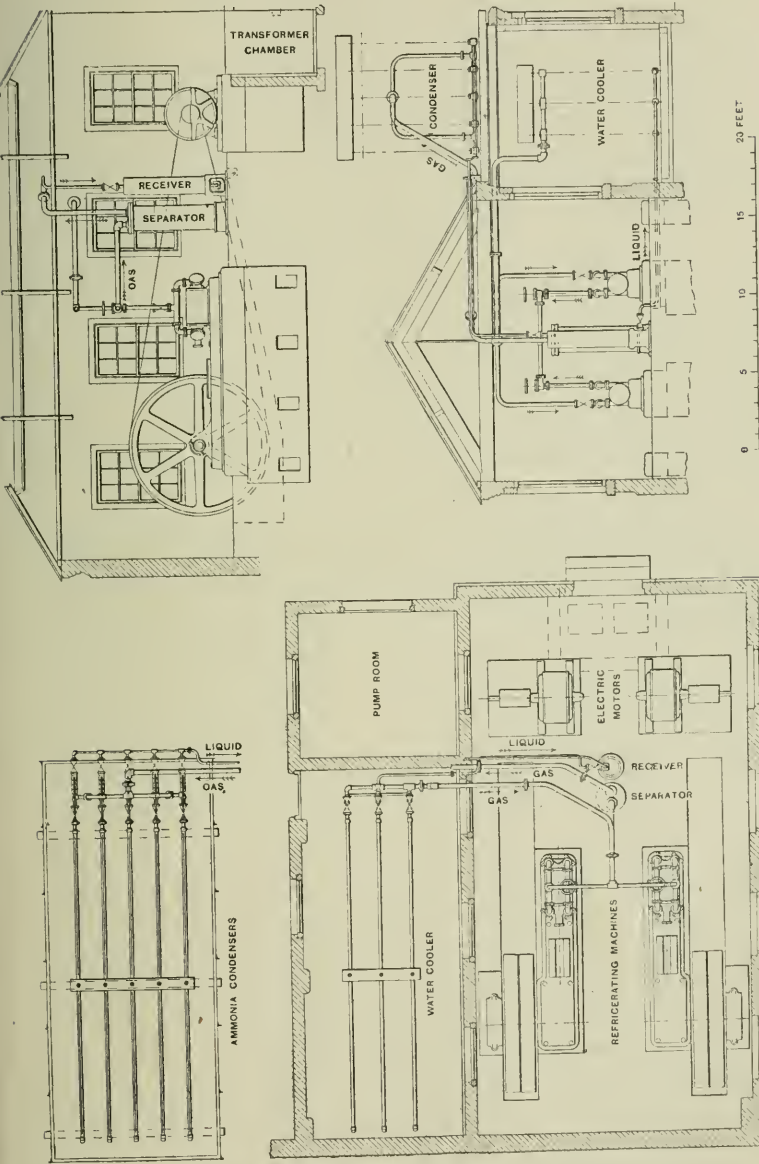 TRANSFORMER
CHAMBER
RECEIVER
SEPARATOR
GAS
CONDENSER
GAS
WATER COOLER
LIQUID
0 5 10 15 20 FEET
LIQUID
GAS
AMMONIA CONDENSERS
PUMP ROOM
ELECTRIC
MOTORS
LIQUID
GAS
GAS
RECEIVER
SEPARATOR
WATER COOLER
REFRIGERATING MACHINES